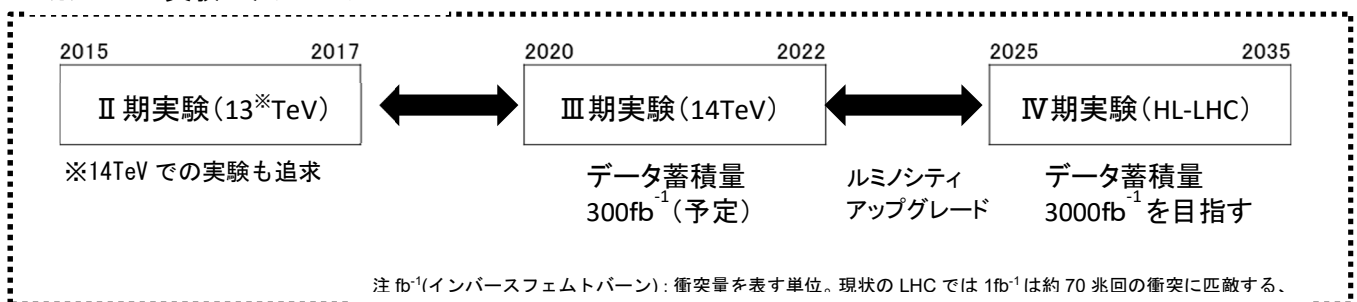 2015 2017 2020 2022 2025 2035
Ⅱ期実験(13※TeV) Ⅲ期実験(14TeV) Ⅳ期実験(HL-LHC)
※14TeV での実験も追求
データ蓄積量
300fb-1(予定)
ルミノシティ
アップグレード
データ蓄積量
3000fb-1を目指す
注 fb-1(インバースフェムトバーン) : 衝突量を表す単位。現状の LHC では 1fb-1 は約 70 兆回の衝突に匹敵する、